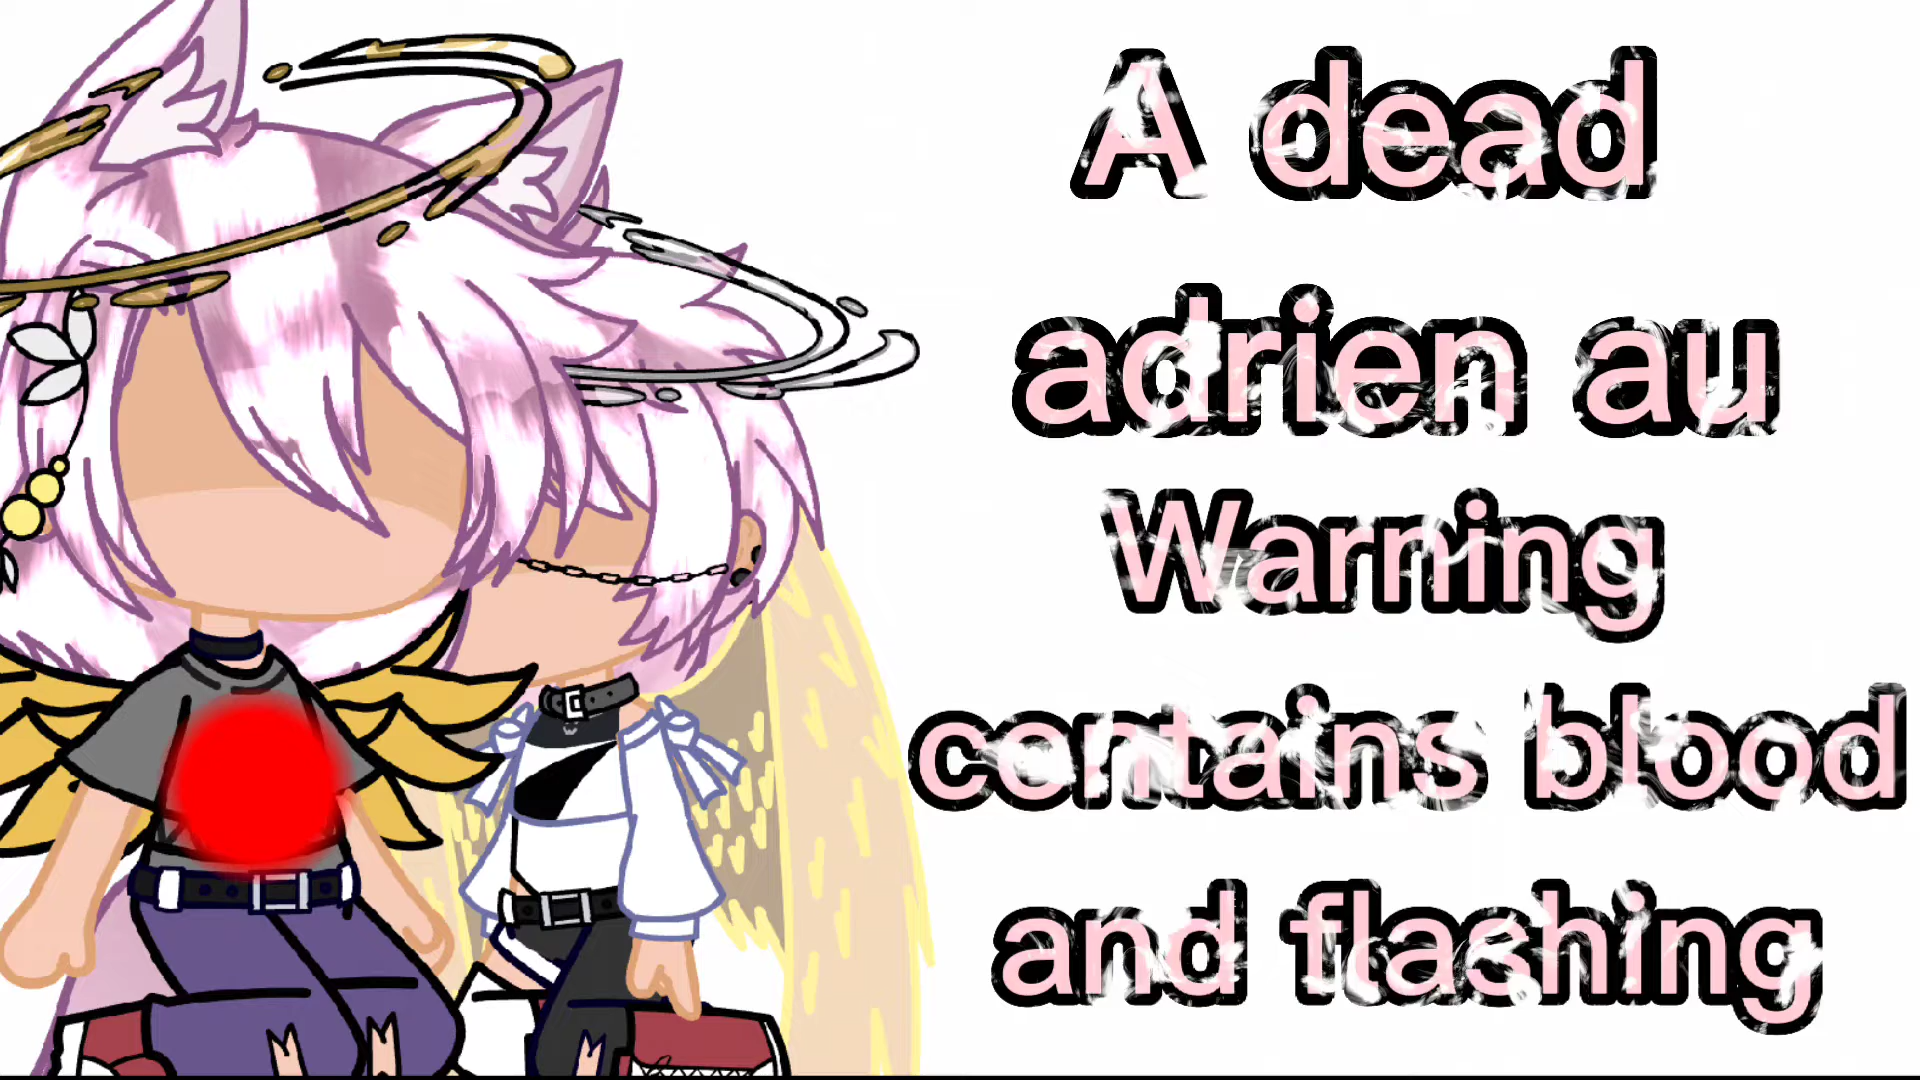 A dead
adrien au
Warning
contains blood
and flashing